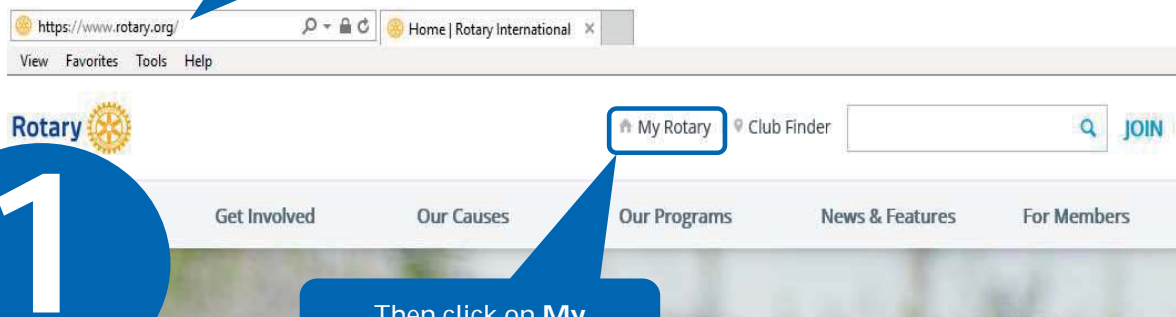 https://www.rotary.org/ Home | Rotary International
View Favorites Tools Help
Rotary My Rotary Club Finder JOIN
1
Get Involved Our Causes Our Programs News & Features For Members
Then click on My